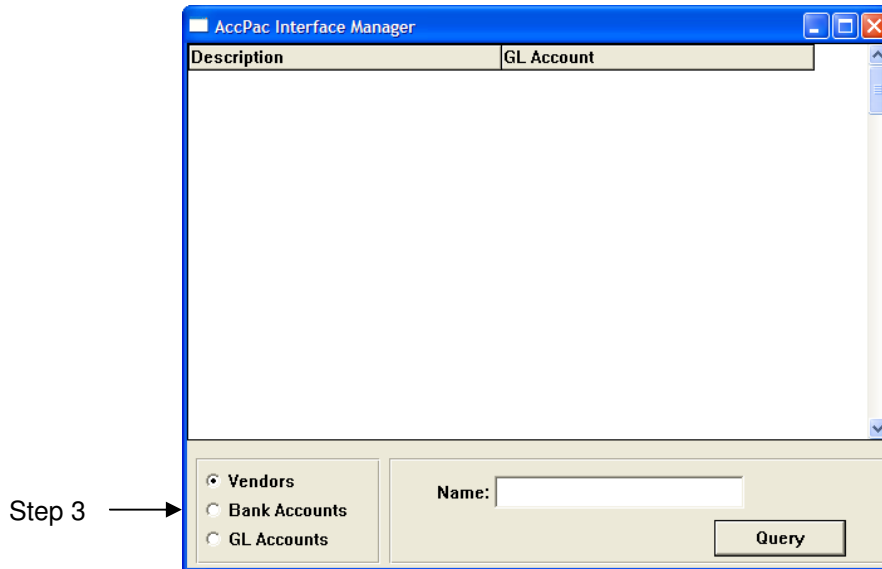 AccPac Interface Manager
Description GL Account
Vendors
Name:
Step 3
Bank Accounts
GL Accounts
Query